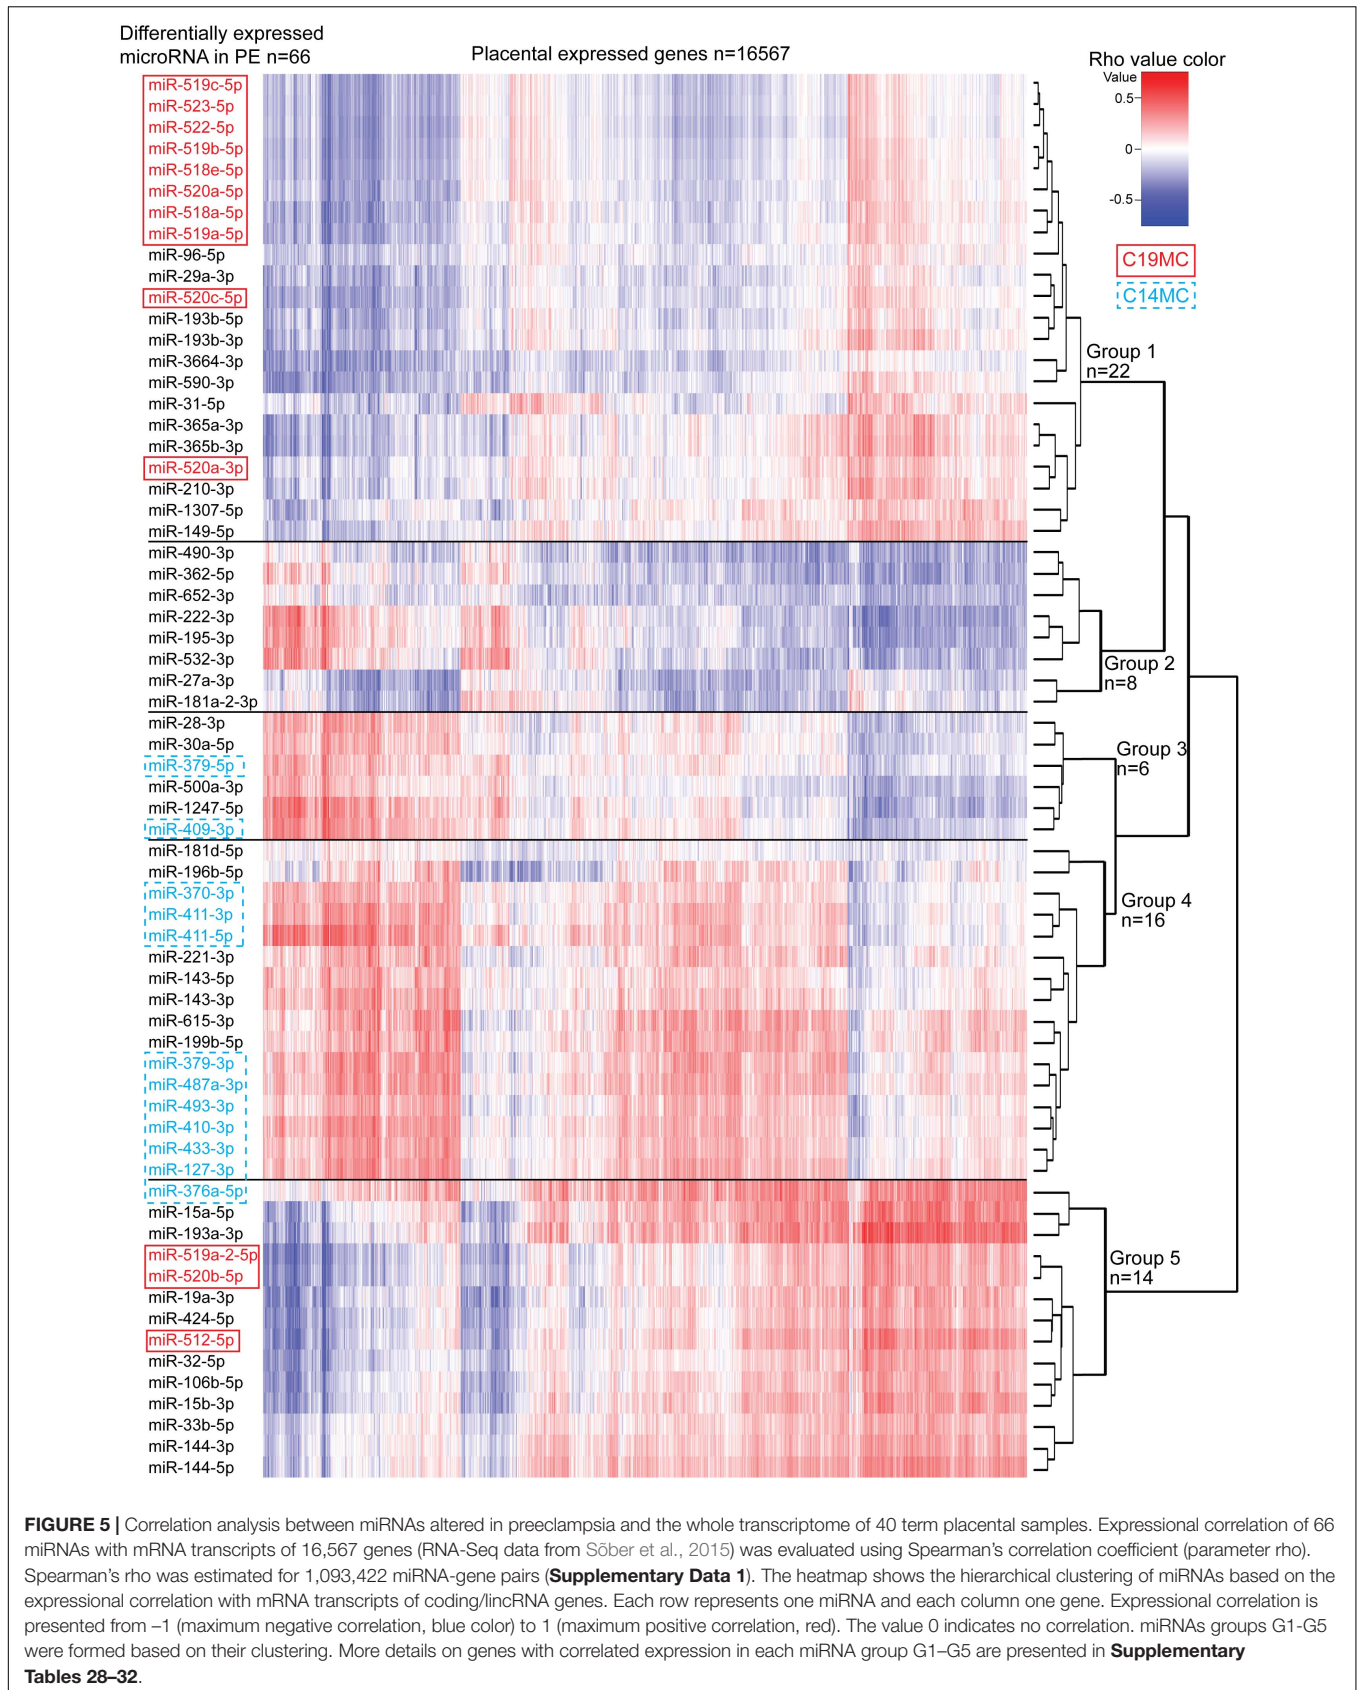 Differentially expressed
microRNA in PE n=66
Placental expressed genes n=16567
Rho value color
Value
0.5
0
-0.5
C19MC
C14MC
miR-519c-5p
miR-523-5p
miR-522-5p
miR-519b-5p
miR-518e-5p
miR-520a-5p
miR-518a-5p
miR-519a-5p
miR-96-5p
miR-29a-3p
miR-520c-5p
miR-193b-5p
miR-193b-3p
miR-3664-3p
miR-590-3p
miR-31-5p
miR-365a-3p
miR-365b-3p
miR-520a-3p
miR-210-3p
miR-1307-5p
miR-149-5p
Group 1
n=22
miR-490-3p
miR-362-5p
miR-652-3p
miR-222-3p
miR-195-3p
miR-532-3p
miR-27a-3p
miR-181a-2-3p
Group 2
n=8
miR-28-3p
miR-30a-5p
miR-379-5p
miR-500a-3p
miR-1247-5p
miR-409-3p
Group 3
n=6
miR-181d-5p
miR-196b-5p
miR-370-3p
miR-411-3p
miR-411-5p
miR-221-3p
miR-143-5p
miR-143-3p
miR-615-3p
miR-199b-5p
miR-379-3p
miR-487a-3p
miR-493-3p
miR-410-3p
miR-433-3p
miR-127-3p
Group 4
n=16
miR-376a-5p
miR-15a-5p
miR-193a-3p
miR-519a-2-5p
miR-520b-5p
miR-19a-3p
miR-424-5p
miR-512-5p
miR-32-5p
miR-106b-5p
miR-15b-3p
miR-33b-5p
miR-144-3p
miR-144-5p
Group 5
n=14
FIGURE 5 | Correlation analysis between miRNAs altered in preeclampsia and the whole transcriptome of 40 term placental samples. Expressional correlation of 66
miRNAs with mRNA transcripts of 16,567 genes (RNA-Seq data from Sõber et al., 2015) was evaluated using Spearman's correlation coefficient (parameter rho).
Spearman's rho was estimated for 1,093,422 miRNA-gene pairs (Supplementary Data 1). The heatmap shows the hierarchical clustering of miRNAs based on the
expressional correlation with mRNA transcripts of coding/lincRNA genes. Each row represents one miRNA and each column one gene. Expressional correlation is
presented from –1 (maximum negative correlation, blue color) to 1 (maximum positive correlation, red). The value 0 indicates no correlation. miRNAs groups G1-G5
were formed based on their clustering. More details on genes with correlated expression in each miRNA group G1–G5 are presented in Supplementary
Tables 28–32.